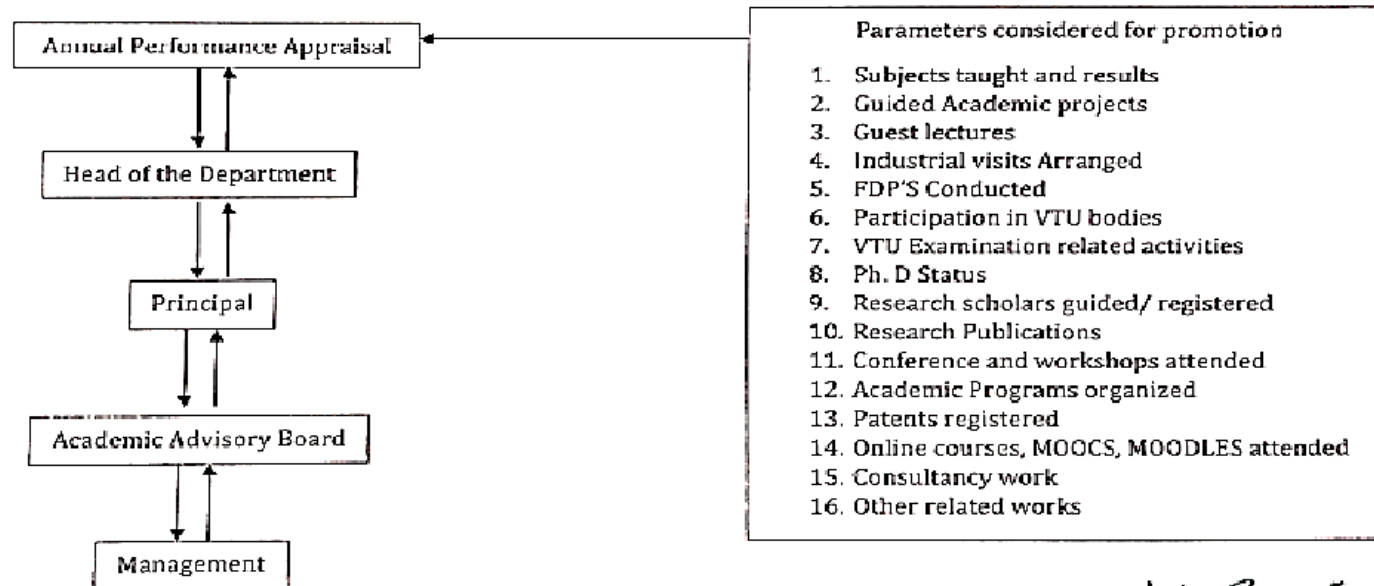 Annual Performance Appraisal
Head of the Department
Principal
Academic Advisory Board
Management
Parameters considered for promotion
1. Subjects taught and results
2. Guided Academic projects
3. Guest lectures
4. Industrial visits Arranged
5. FDP'S Conducted
6. Participation in VTU bodies
7. VTU Examination related activities
8. Ph. D Status
9. Research scholars guided/ registered
10. Research Publications
11. Conference and workshops attended
12. Academic Programs organized
13. Patents registered
14. Online courses, MOOCS, MOODLES attended
15. Consultancy work
16. Other related works